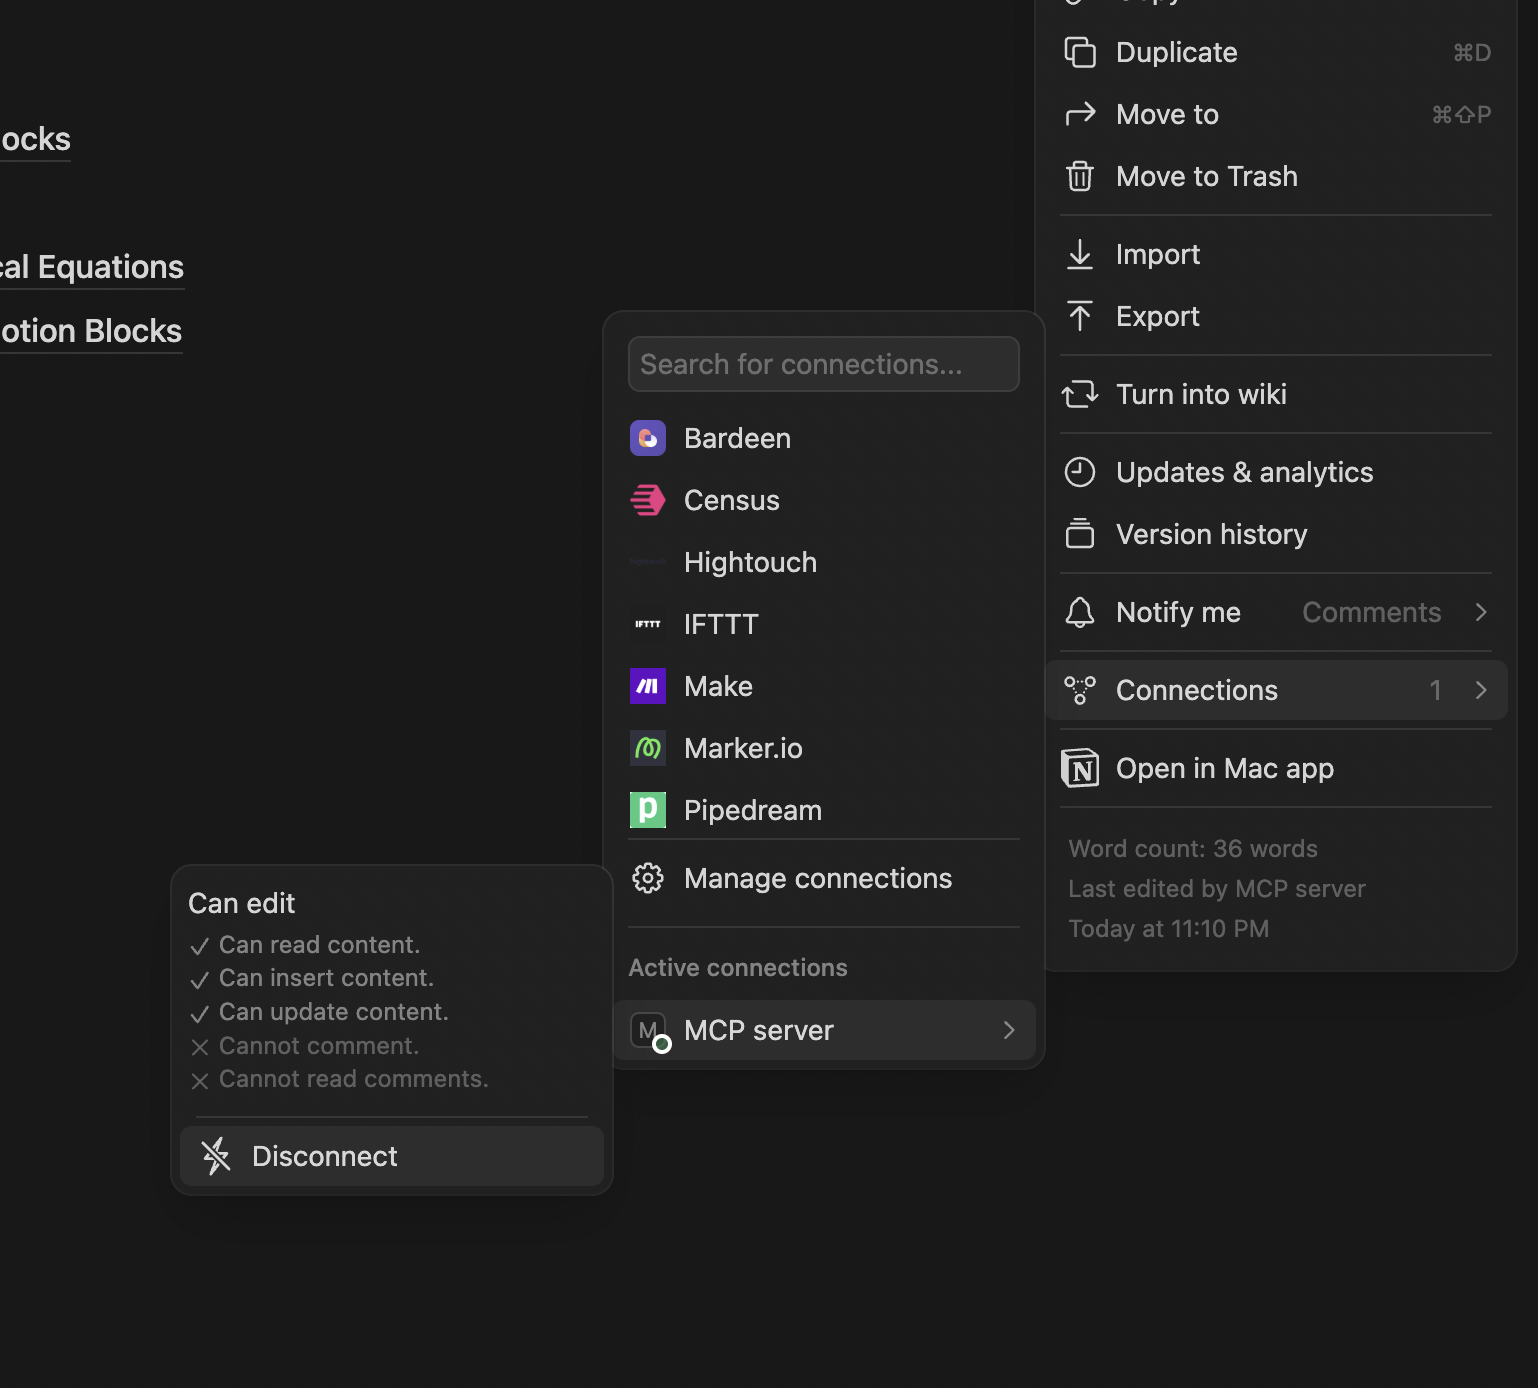 Duplicate ⌘D
Move to ⌘⇧P
Move to Trash
Import
Export
Turn into wiki
Updates & analytics
Version history
Notify me Comments
Connections 1
Open in Mac app
Word count: 36 words
Last edited by MCP server
Today at 11:10 PM
ocks
cal Equations
otion Blocks
Search for connections...
Bardeen
Census
Hightouch
IFTTT IFTTT
Make
Marker.io
p Pipedream
Manage connections
Active connections
M MCP server
Can edit
Can read content.
Can insert content.
Can update content.
Cannot comment.
Cannot read comments.
Disconnect